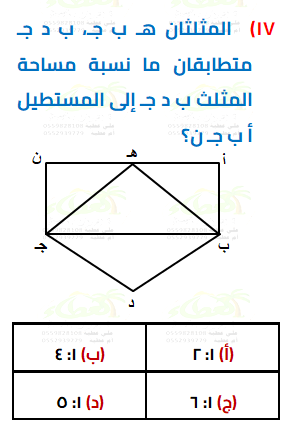 ١٧) المثلثان هـ ب جـ، ب د جـ
متطابقان ما نسبة مساحة
المثلث ب د جـ إلى المستطيل
أ ب جـ ن؟
ن هـ أ
جـ ب
د
(أ) ١: ٢ (ب) ١: ٤
(ج) ١: ٦ (د) ١: ٥